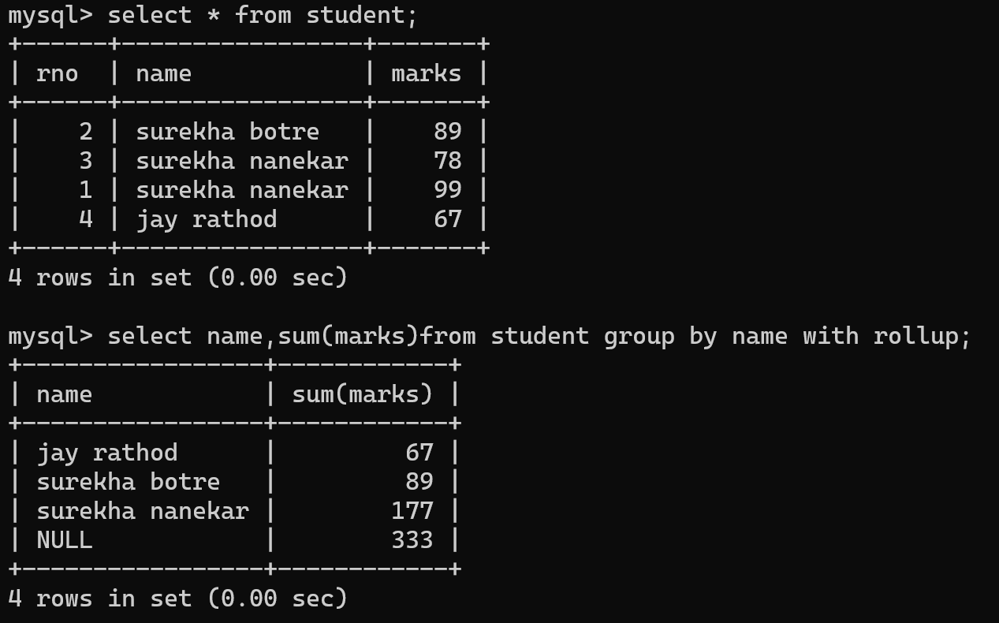 mysql> select * from student;
+------+----------------+-------+
| rno  | name           | marks |
+------+----------------+-------+
|    2 | surekha botre  |    89 |
|    3 | surekha nanekar |    78 |
|    1 | surekha nanekar |    99 |
|    4 | jay rathod     |    67 |
+------+----------------+-------+
4 rows in set (0.00 sec)

mysql> select name,sum(marks)from student group by name with rollup;
+-----------------+------------+
| name            | sum(marks) |
+-----------------+------------+
| jay rathod      |         67 |
| surekha botre   |         89 |
| surekha nanekar |        177 |
| NULL            |        333 |
+-----------------+------------+
4 rows in set (0.00 sec)